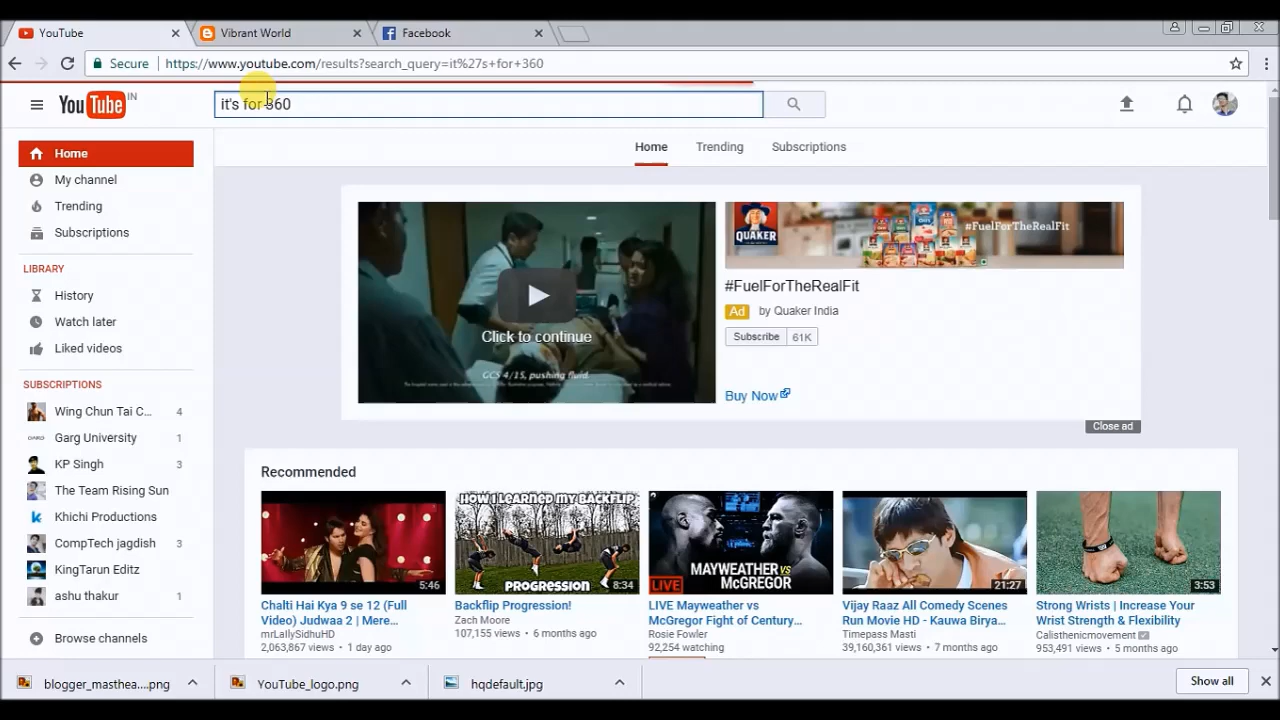 YouTube
Vibrant World
Facebook
Secure
https://www.youtube.com/results?search_query=it%27s+for+360
YouTube IN
it's for 360
Home
My channel
Trending
Subscriptions
LIBRARY
History
Watch later
Liked videos
SUBSCRIPTIONS
Wing Chun Tai C... 4
Garg University 1
KP Singh 3
The Team Rising Sun
Khichi Productions
CompTech jagdish 3
KingTarun Editz
ashu thakur 1
Browse channels
Home Trending Subscriptions
Click to continue
GCS 4/15, pushing fluid.
QUAKER
#FuelForTheRealFit
#FuelForTheRealFit
Ad by Quaker India
Subscribe 61K
Buy Now
Close ad
Recommended
5:46
Chalti Hai Kya 9 se 12 (Full
Video) Judwaa 2 | Mere...
mrLallySidhuHD
2,063,867 views • 1 day ago
HOW I LEARNED MY BACKFLIP
PROGRESSION
8:34
Backflip Progression!
Zach Moore
107,155 views • 6 months ago
MAYWEATHER VS
McGREGOR
LIVE
LIVE Mayweather vs
McGregor Fight of Century...
Rosie Fowler
92,254 watching
21:27
Vijay Raaz All Comedy Scenes
Run Movie HD - Kauwa Birya...
Timepass Masti
39,160,361 views • 7 months ago
3:53
Strong Wrists | Increase Your
Wrist Strength & Flexibility
Calisthenicmovement
953,491 views • 5 months ago
blogger_masthea....png
YouTube_logo.png
hqdefault.jpg
Show all